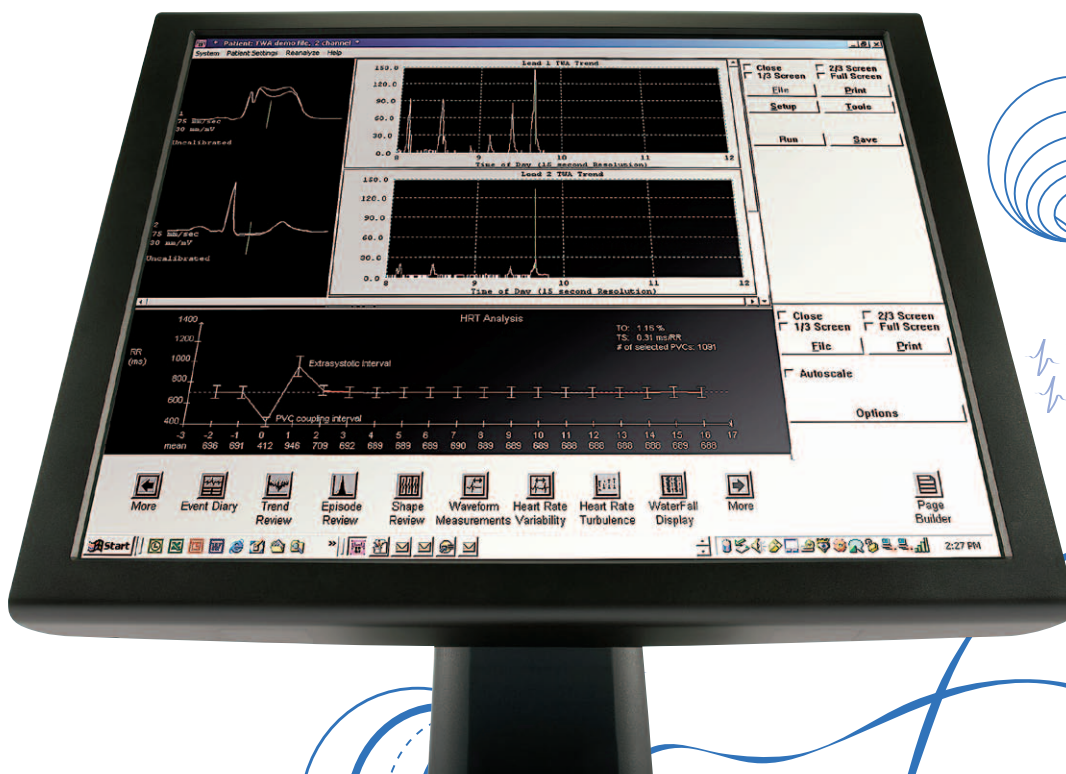 * Patient: TWA demo file, 2 channel *
System Patient Settings Reanalyze Help
1
75 mm/sec
30 mm/mV
Uncalibrated
2
75 mm/sec
30 mm/mV
Uncalibrated
Lead 1 TWA Trend
150.0
120.0
90.0
60.0
30.0
0.0
8 9 10 11 12
Time of Day (15 second Resolution)
Lead 2 TWA Trend
150.0
120.0
90.0
60.0
30.0
0.0
8 9 10 11 12
Time of Day (15 second Resolution)
Close 2/3 Screen
1/3 Screen Full Screen
File Print
Setup Tools
Run Save
HRT Analysis
TO: 1.16 %
TS: 0.31 ms/RR
# of selected PVCs: 1091
1400
1200
1000
800
600
400
RR
(ms)
Extrasystolic Interval
PVC coupling interval
-3 -2 -1 0 1 2 3 4 5 6 7 8 9 10 11 12 13 14 15 16 17
mean 696 691 412 946 709 692 689 689 689 690 689 689 689 688 688 688 688 689 688
Close 2/3 Screen
1/3 Screen Full Screen
File Print
Autoscale
Options
More
Event Diary
Trend Review
Episode Review
Shape Review
Waveform Measurements
Heart Rate Variability
Heart Rate Turbulence
WaterFall Display
More
Page Builder
Start
2:27 PM